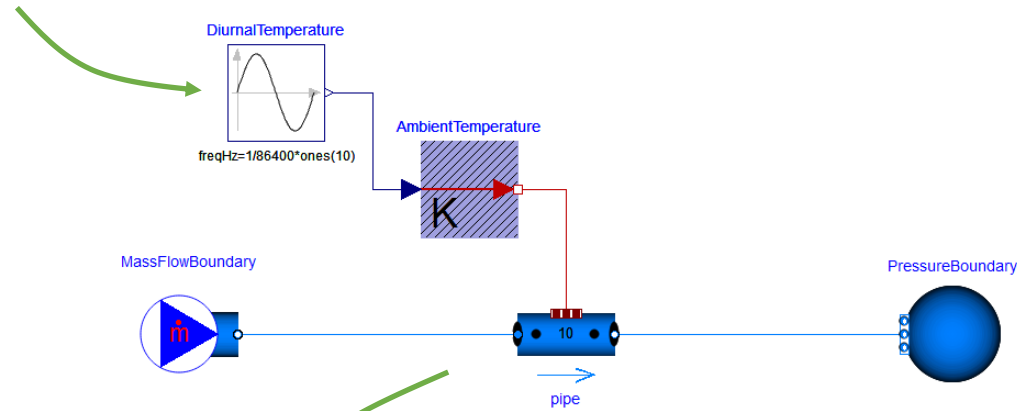 DiurnalTemperature
freqHz=1/86400*ones(10)
AmbientTemperature
K
MassFlowBoundary
ṁ
10
pipe
PressureBoundary